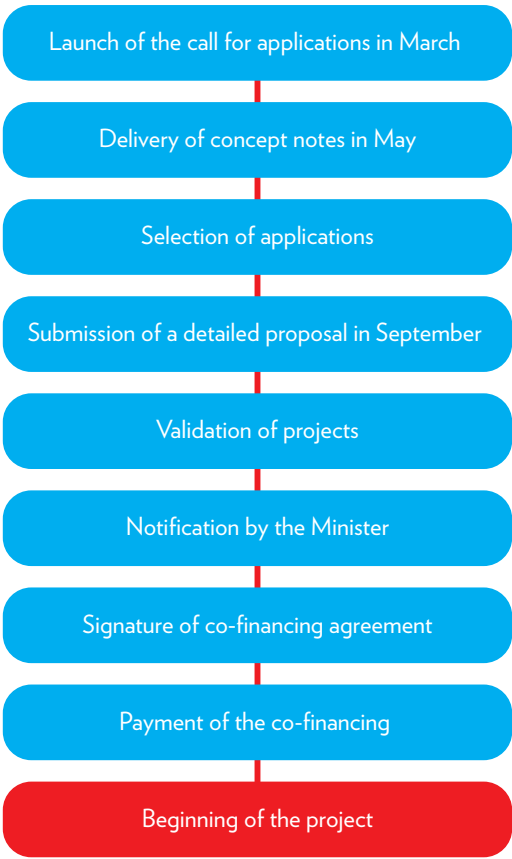 Launch of the call for applications in March
Delivery of concept notes in May
Selection of applications
Submission of a detailed proposal in September
Validation of projects
Notification by the Minister
Signature of co-financing agreement
Payment of the co-financing
Beginning of the project